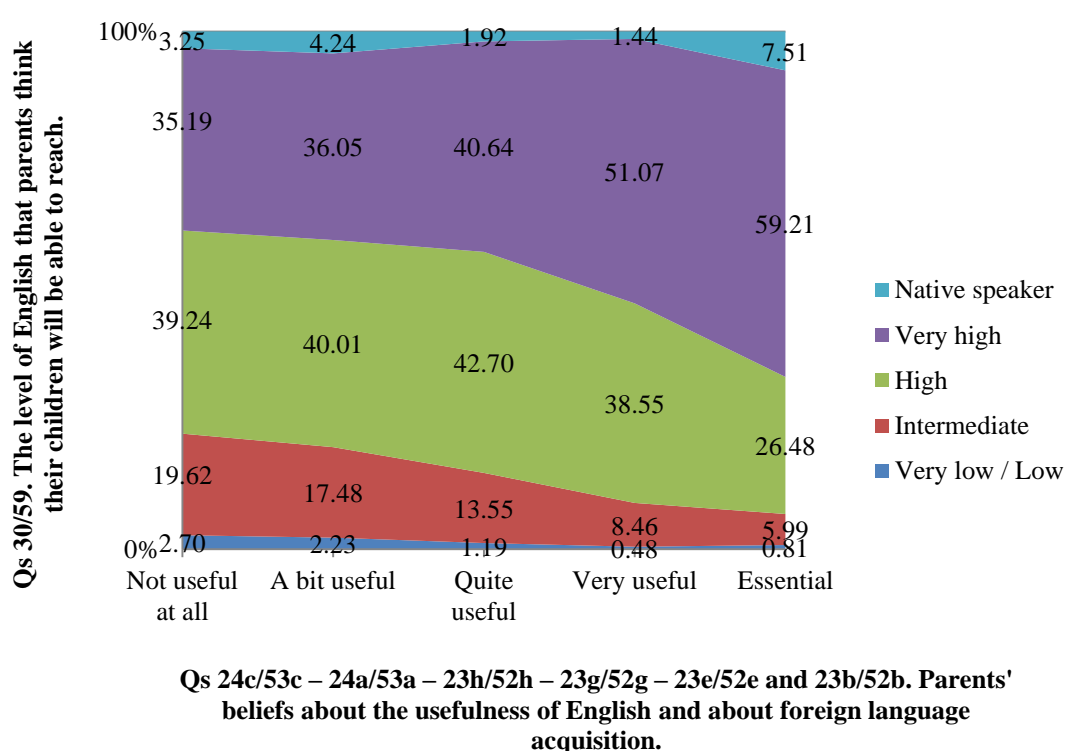 Qs 30/59. The level of English that parents think
their children will be able to reach.
100%
3.25
4.24
1.92
1.44
7.51
35.19
36.05
40.64
51.07
59.21
39.24
40.01
42.70
38.55
26.48
19.62
17.48
13.55
8.46
5.99
0%
2.70
2.23
1.19
0.48
0.81
Not useful
at all
A bit useful
Quite
useful
Very useful
Essential
Native speaker
Very high
High
Intermediate
Very low / Low
Qs 24c/53c – 24a/53a – 23h/52h – 23g/52g – 23e/52e and 23b/52b. Parents'
beliefs about the usefulness of English and about foreign language
acquisition.